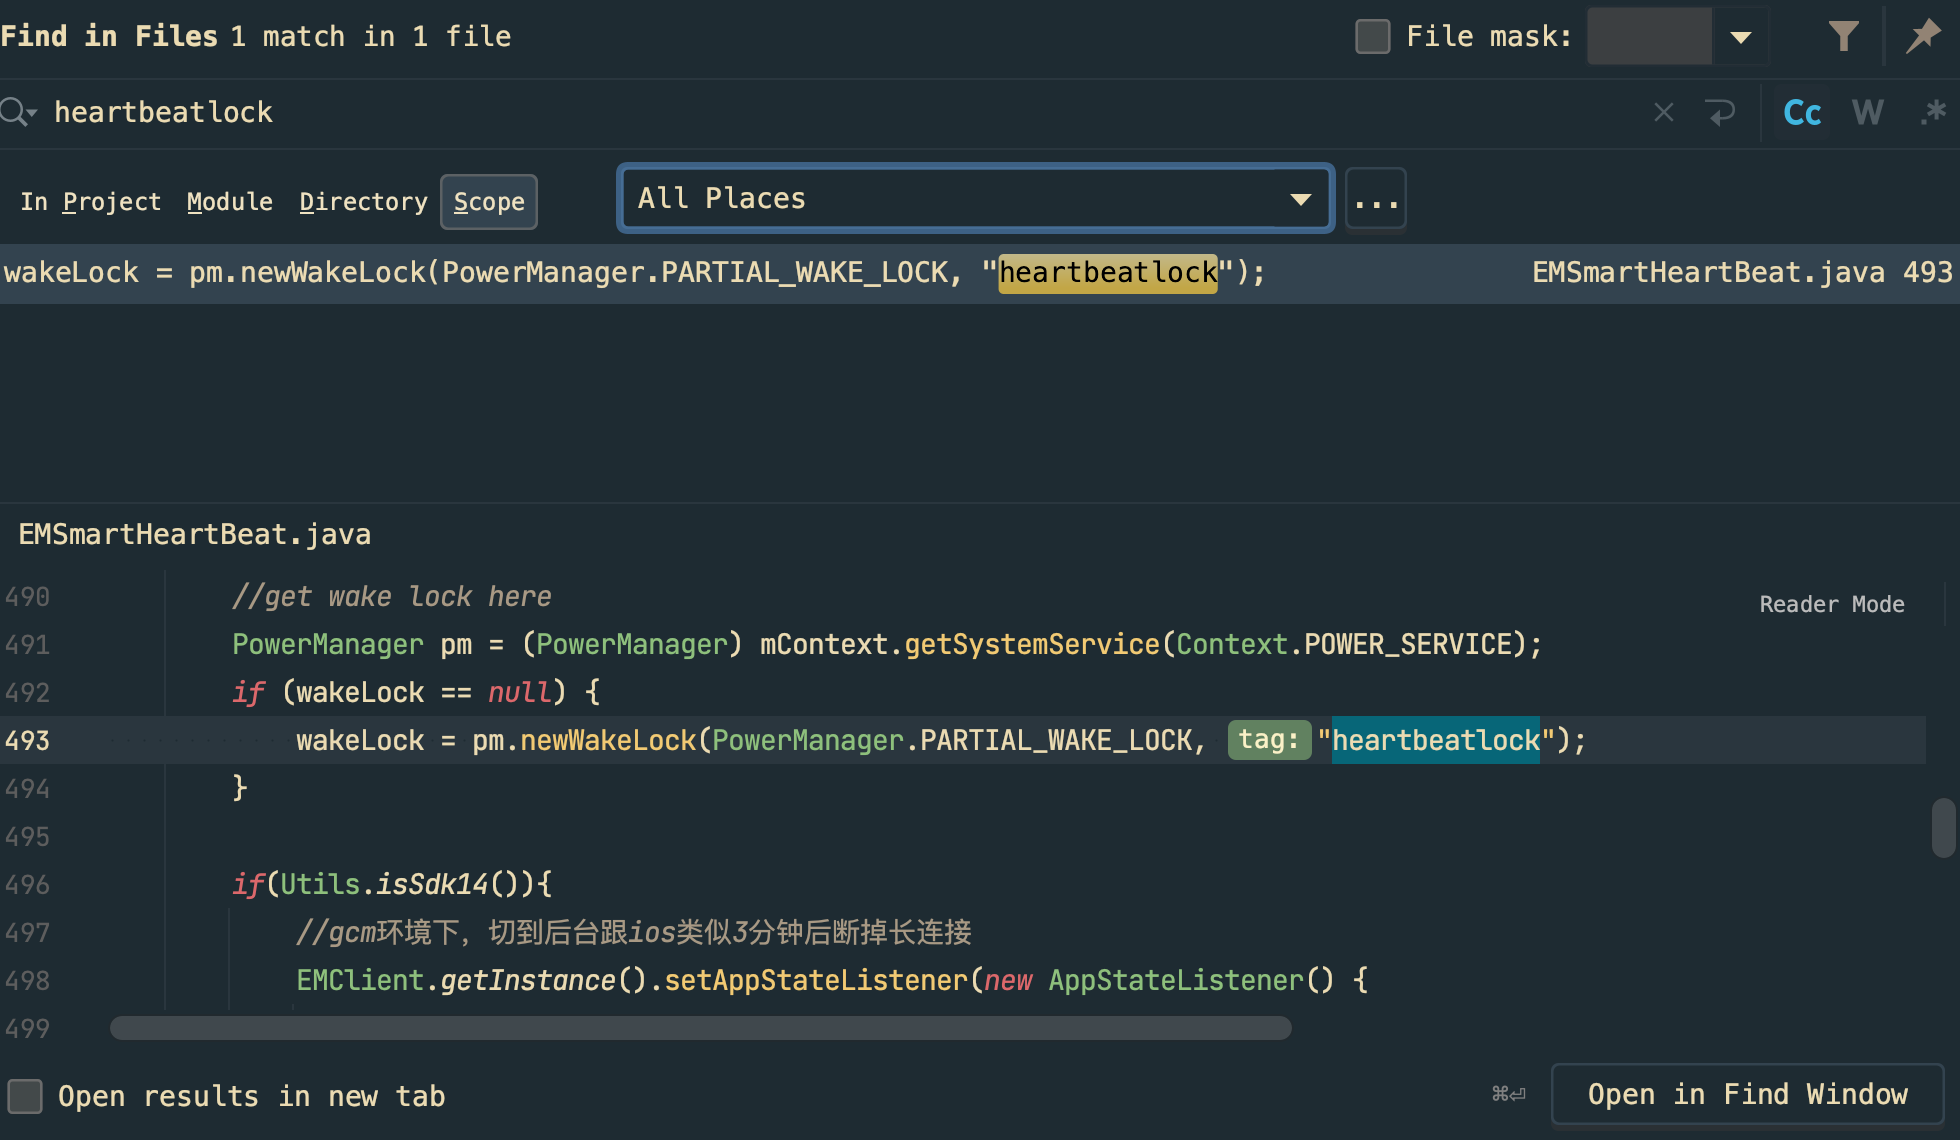 Find in Files 1 match in 1 file File mask:
heartbeatlock Cc W .*
In Project Module Directory Scope All Places ...
wakeLock = pm.newWakeLock(PowerManager.PARTIAL_WAKE_LOCK, "heartbeatlock"); EMSmartHeartBeat.java 493
EMSmartHeartBeat.java
490 //get wake lock here
Reader Mode
491 PowerManager pm = (PowerManager) mContext.getSystemService(Context.POWER_SERVICE);
492 if (wakeLock == null) {
493 wakeLock = pm.newWakeLock(PowerManager.PARTIAL_WAKE_LOCK, tag: "heartbeatlock");
494 }
495
496 if(Utils.isSdk14()){
497 //gcm环境下，切到后台跟ios类似3分钟后断掉长连接
498 EMClient.getInstance().setAppStateListener(new AppStateListener() {
499
Open results in new tab ⌘⏎ Open in Find Window